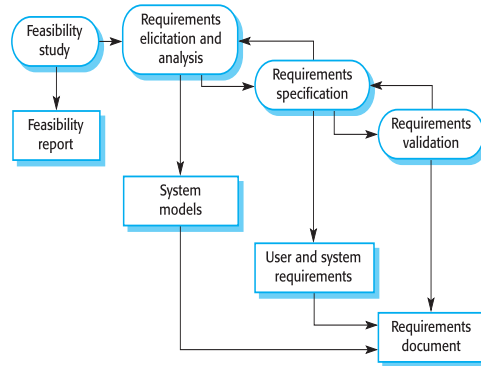 Feasibility
study
Requirements
elicitation and
analysis
Requirements
specification
Requirements
validation
Feasibility
report
System
models
User and system
requirements
Requirements
document